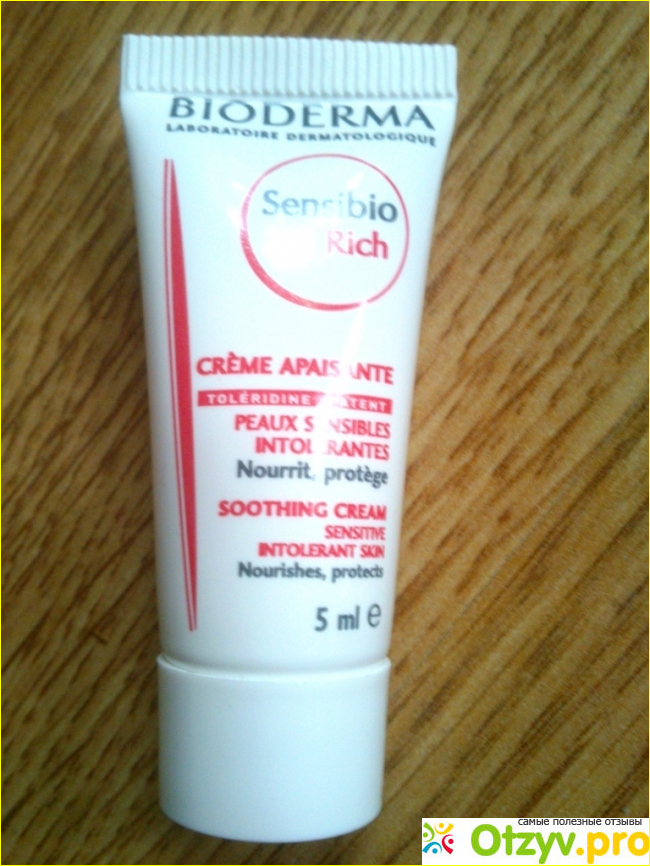 BIODERMA
LABORATOIRE DERMATOLOGIQUE
Sensibio
Rich
CRÈME APAISANTE
TOLÉRIDINE PATENT
PEAUX SENSIBLES
INTOLÉRANTES
Nourrit, protège
SOOTHING CREAM
SENSITIVE
INTOLERANT SKIN
Nourishes, protects
5 ml e
самые полезные отзывы
Otzyv.pro